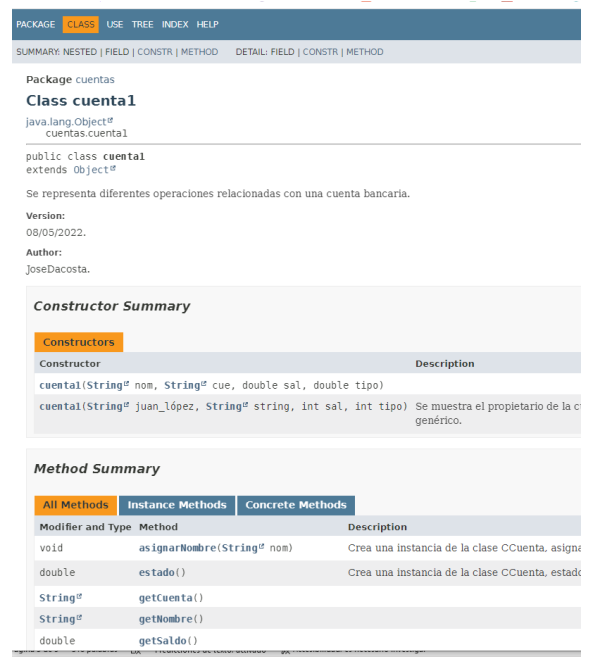 PACKAGE CLASS USE TREE INDEX HELP
SUMMARY: NESTED | FIELD | CONSTR | METHOD DETAIL: FIELD | CONSTR | METHOD
Package cuentas
Class cuenta1
java.lang.Object
cuentas.cuenta1
public class cuenta1
extends Object
Se representa diferentes operaciones relacionadas con una cuenta bancaria.
Version:
08/05/2022.
Author:
JoseDacosta.
Constructor Summary
Constructors
Constructor Description
cuenta1(String nom, String cue, double sal, double tipo)
cuenta1(String juan_lópez, String string, int sal, int tipo) Se muestra el propietario de la
genérico.
Method Summary
All Methods Instance Methods Concrete Methods
Modifier and Type Method Description
void asignarNombre(String nom) Crea una instancia de la clase CCuenta, asigna
double estado() Crea una instancia de la clase CCuenta, estado
String getCuenta()
String getNombre()
double getSaldo()